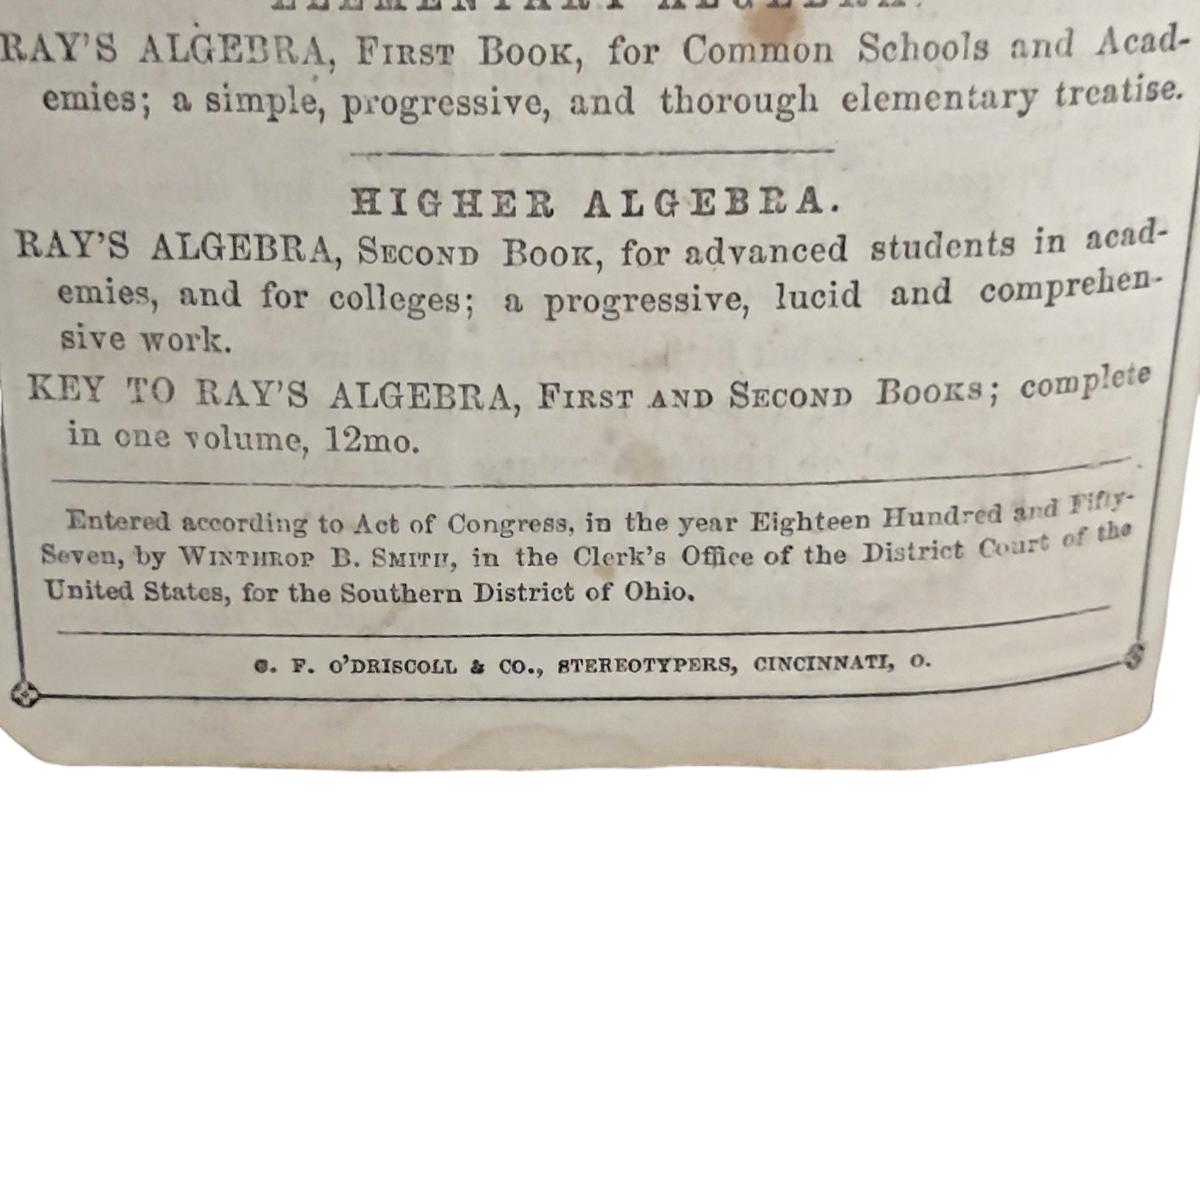 ELEMENTARY ALGEBRA.
RAY'S ALGEBRA, FIRST BOOK, for Common Schools and Acad-
emies; a simple, progressive, and thorough elementary treatise.
HIGHER ALGEBRA.
RAY'S ALGEBRA, SECOND BOOK, for advanced students in acad-
emies, and for colleges; a progressive, lucid and comprehen-
sive work.
KEY TO RAY'S ALGEBRA, FIRST AND SECOND BOOKS; complete
in one volume, 12mo.
Entered according to Act of Congress, in the year Eighteen Hundred and Fifty-
Seven, by WINTHROP B. SMITH, in the Clerk's Office of the District Court of the
United States, for the Southern District of Ohio.
C. F. O'DRISCOLL & CO., STEREOTYPERS, CINCINNATI, O.